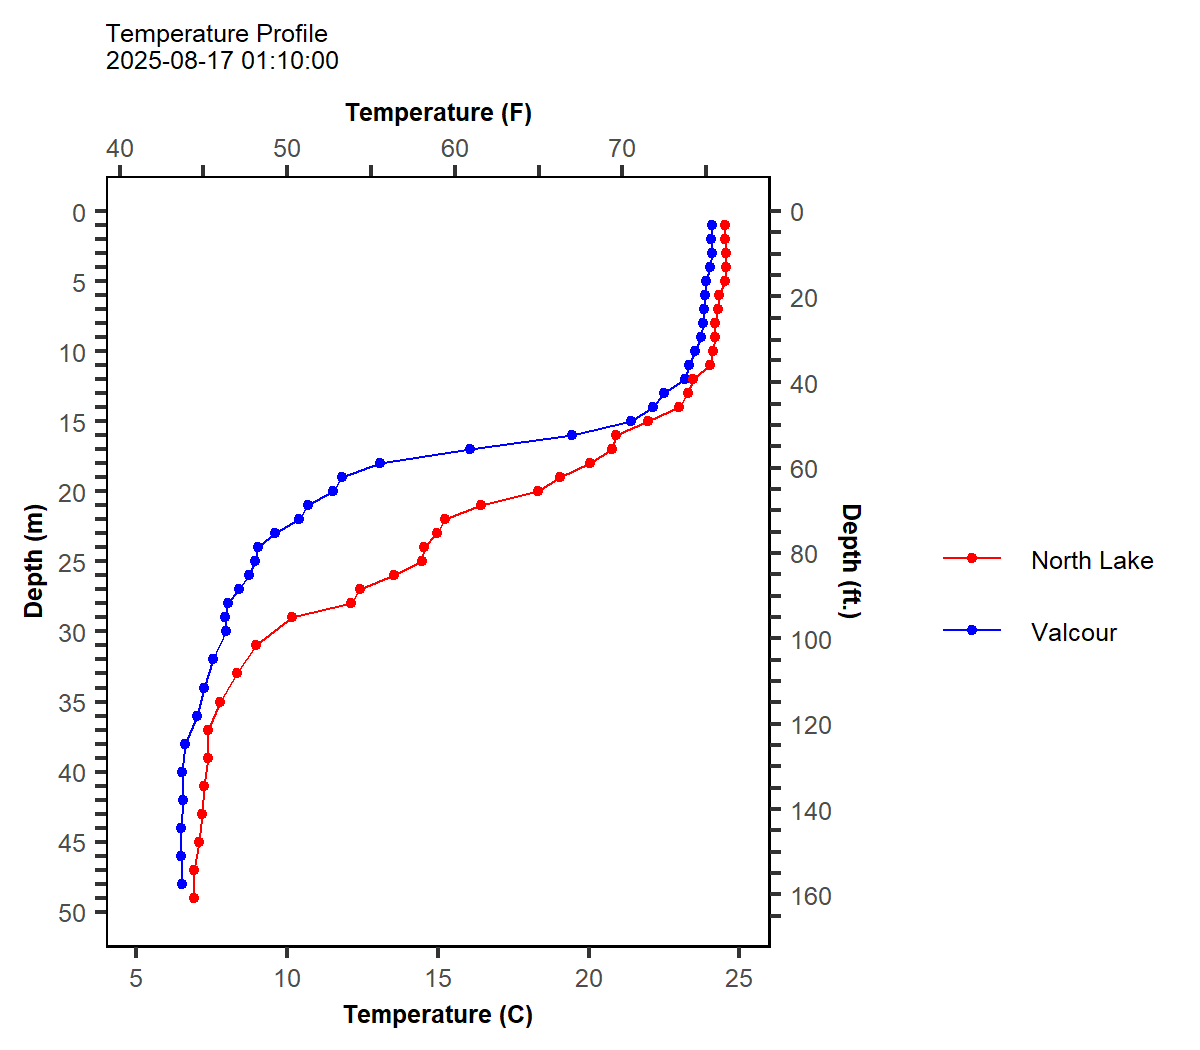 Temperature Profile
2025-08-17 01:10:00
Temperature (F)
40 50 60 70
0
5
10
15
20
25
30
35
40
45
50
Depth (m)
0
20
40
60
80
100
120
140
160
Depth (ft.)
North Lake
Valcour
5 10 15 20 25
Temperature (C)